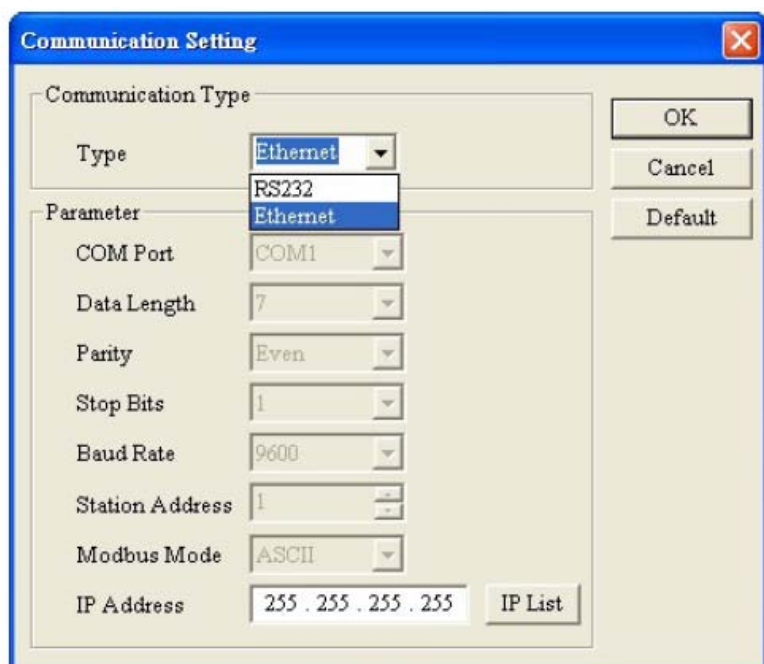 Communication Setting
Communication Type
Type Ethernet
RS232
Ethernet
OK
Cancel
Default
Parameter
COM Port COM1
Data Length 7
Parity Even
Stop Bits 1
Baud Rate 9600
Station Address 1
Modbus Mode ASCII
IP Address 255 . 255 . 255 . 255 IP List